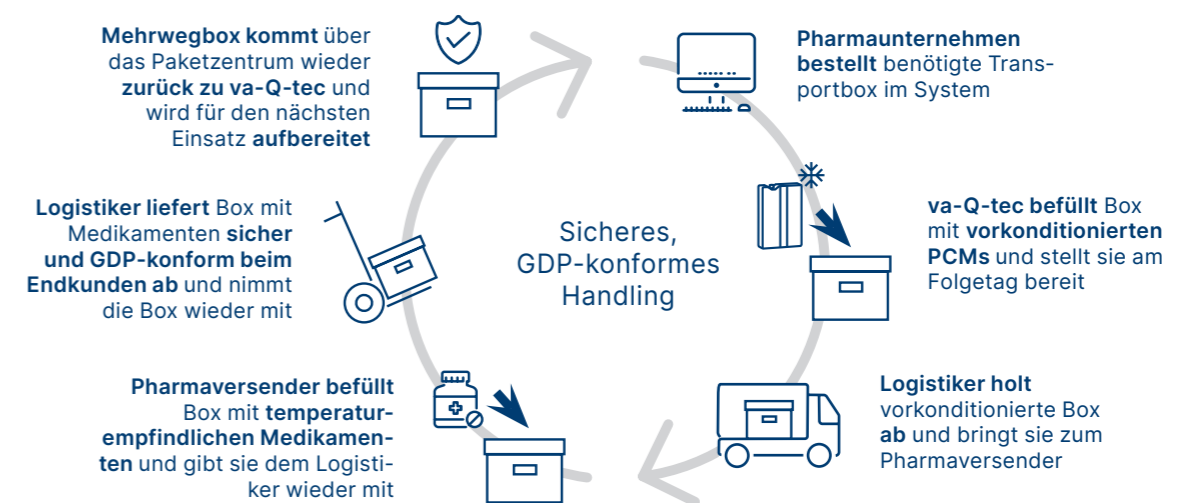 Mehrwegbox kommt über
das Paketzentrum wieder
zurück zu va-Q-tec und
wird für den nächsten
Einsatz aufbereitet
Pharmaunternehmen
bestellt benötigte Trans-
portbox im System
Logistiker liefert Box mit
Medikamenten sicher
und GDP-konform beim
Endkunden ab und nimmt
die Box wieder mit
Sicheres,
GDP-konformes
Handling
va-Q-tec befüllt Box
mit vorkonditionierten
PCMs und stellt sie am
Folgetag bereit
Pharmaversender befüllt
Box mit temperatur-
empfindlichen Medikamen-
ten und gibt sie dem Logisti-
ker wieder mit
Logistiker holt
vorkonditionierte Box
ab und bringt sie zum
Pharmaversender